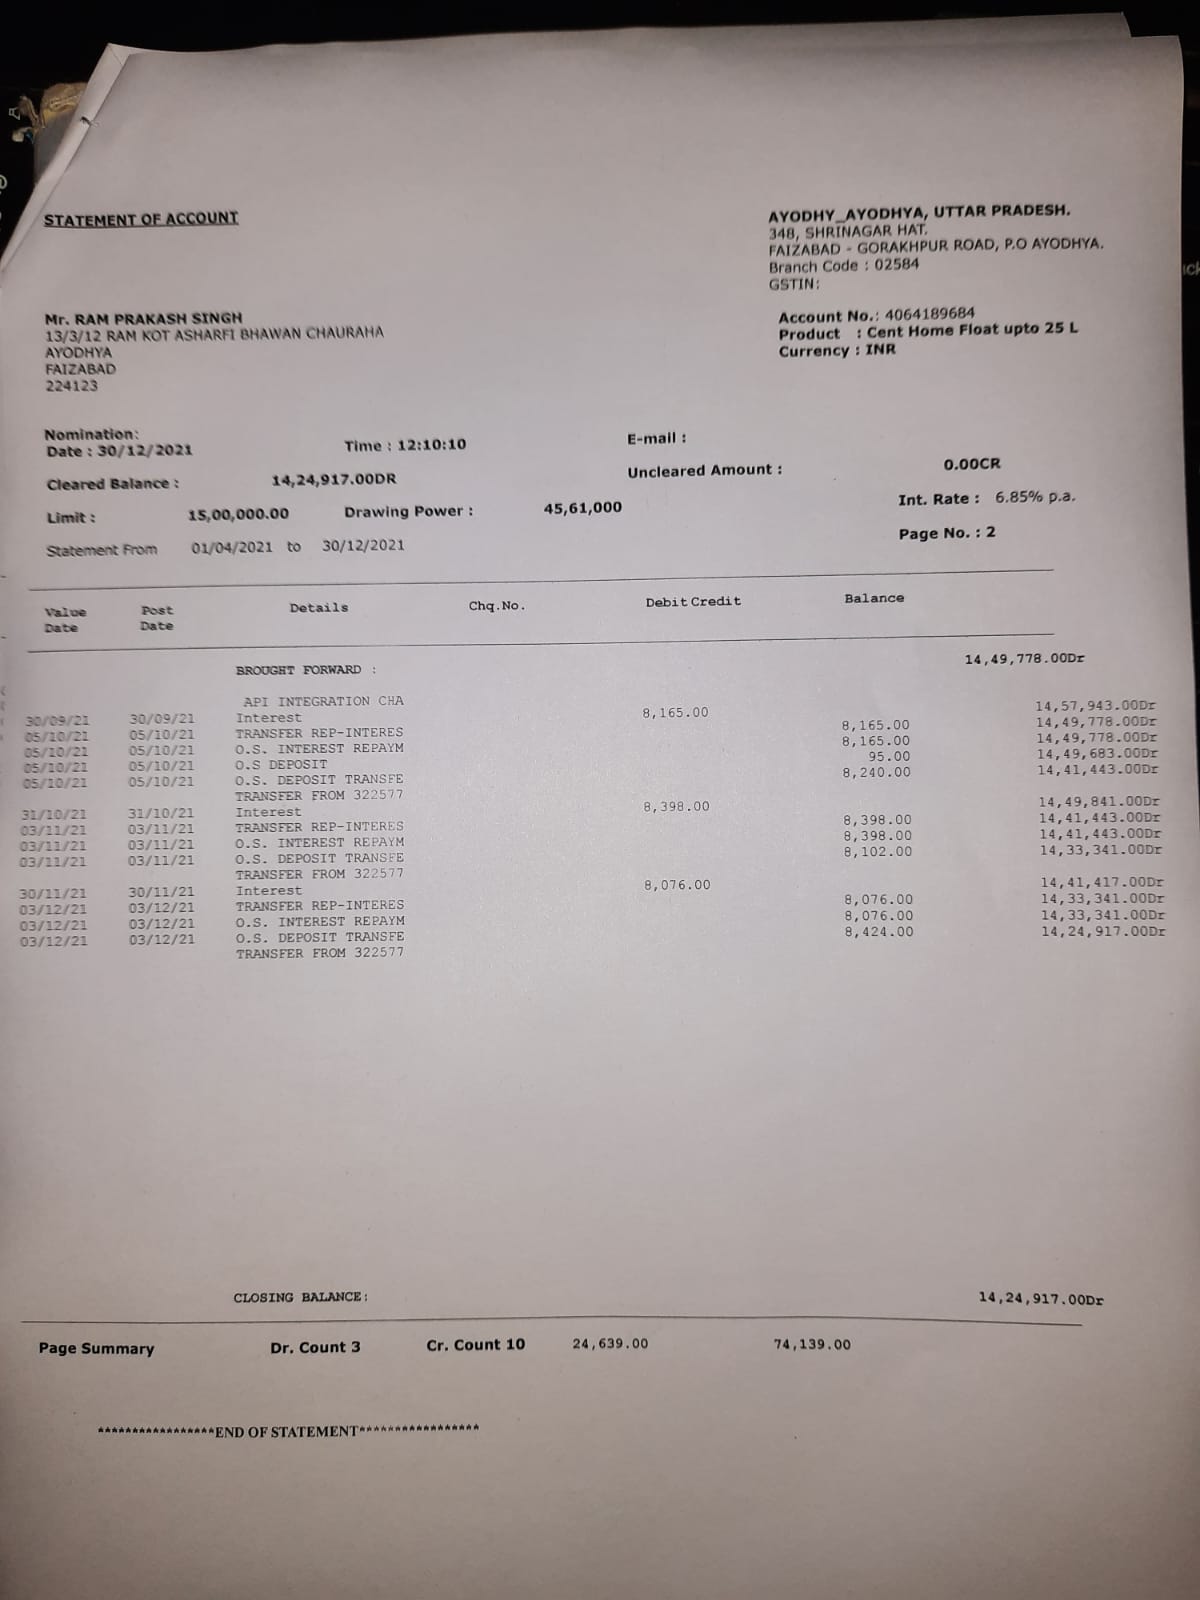 STATEMENT OF ACCOUNT
AYODHY_AYODHYA, UTTAR PRADESH.
348, SHRINAGAR HAT.
FAIZABAD - GORAKHPUR ROAD, P.O AYODHYA.
Branch Code : 02584
GSTIN:
Mr. RAM PRAKASH SINGH
13/3/12 RAM KOT ASHARFI BHAWAN CHAURAHA
AYODHYA
FAIZABAD
224123
Account No.: 4064189684
Product : Cent Home Float upto 25 L
Currency : INR
Nomination:
Date : 30/12/2021 Time : 12:10:10 E-mail :
Cleared Balance : 14,24,917.00DR Uncleared Amount : 0.00CR
Limit : 15,00,000.00 Drawing Power : 45,61,000 Int. Rate : 6.85% p.a.
Statement From 01/04/2021 to 30/12/2021 Page No. : 2
Value Date Post Date Details Chq.No. Debit Credit Balance
BROUGHT FORWARD : 14,49,778.00Dr
API INTEGRATION CHA
30/09/21 30/09/21 Interest 8,165.00 14,57,943.00Dr
05/10/21 05/10/21 TRANSFER REP-INTERES 8,165.00 14,49,778.00Dr
05/10/21 05/10/21 O.S. INTEREST REPAYM 8,165.00 14,49,778.00Dr
05/10/21 05/10/21 O.S DEPOSIT 95.00 14,49,683.00Dr
05/10/21 05/10/21 O.S. DEPOSIT TRANSFE 8,240.00 14,41,443.00Dr
TRANSFER FROM 322577
31/10/21 31/10/21 Interest 8,398.00 14,49,841.00Dr
03/11/21 03/11/21 TRANSFER REP-INTERES 8,398.00 14,41,443.00Dr
03/11/21 03/11/21 O.S. INTEREST REPAYM 8,398.00 14,41,443.00Dr
03/11/21 03/11/21 O.S. DEPOSIT TRANSFE 8,102.00 14,33,341.00Dr
TRANSFER FROM 322577
30/11/21 30/11/21 Interest 8,076.00 14,41,417.00Dr
03/12/21 03/12/21 TRANSFER REP-INTERES 8,076.00 14,33,341.00Dr
03/12/21 03/12/21 O.S. INTEREST REPAYM 8,076.00 14,33,341.00Dr
03/12/21 03/12/21 O.S. DEPOSIT TRANSFE 8,424.00 14,24,917.00Dr
TRANSFER FROM 322577
CLOSING BALANCE: 14,24,917.00Dr
Page Summary Dr. Count 3 Cr. Count 10 24,639.00 74,139.00
*****************END OF STATEMENT*****************